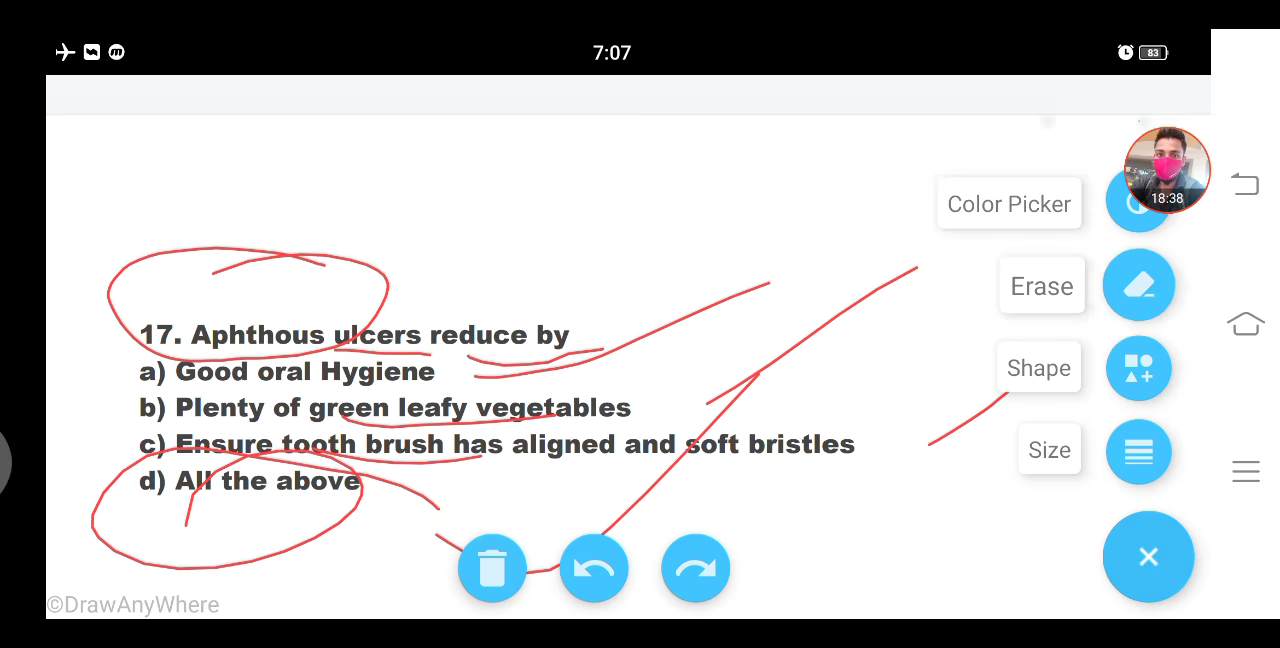 7:07
83
18:38
Color Picker
Erase
17. Aphthous ulcers reduce by
a) Good oral Hygiene
Shape
b) Plenty of green leafy vegetables
c) Ensure tooth brush has aligned and soft bristles
Size
d) All the above
©DrawAnyWhere